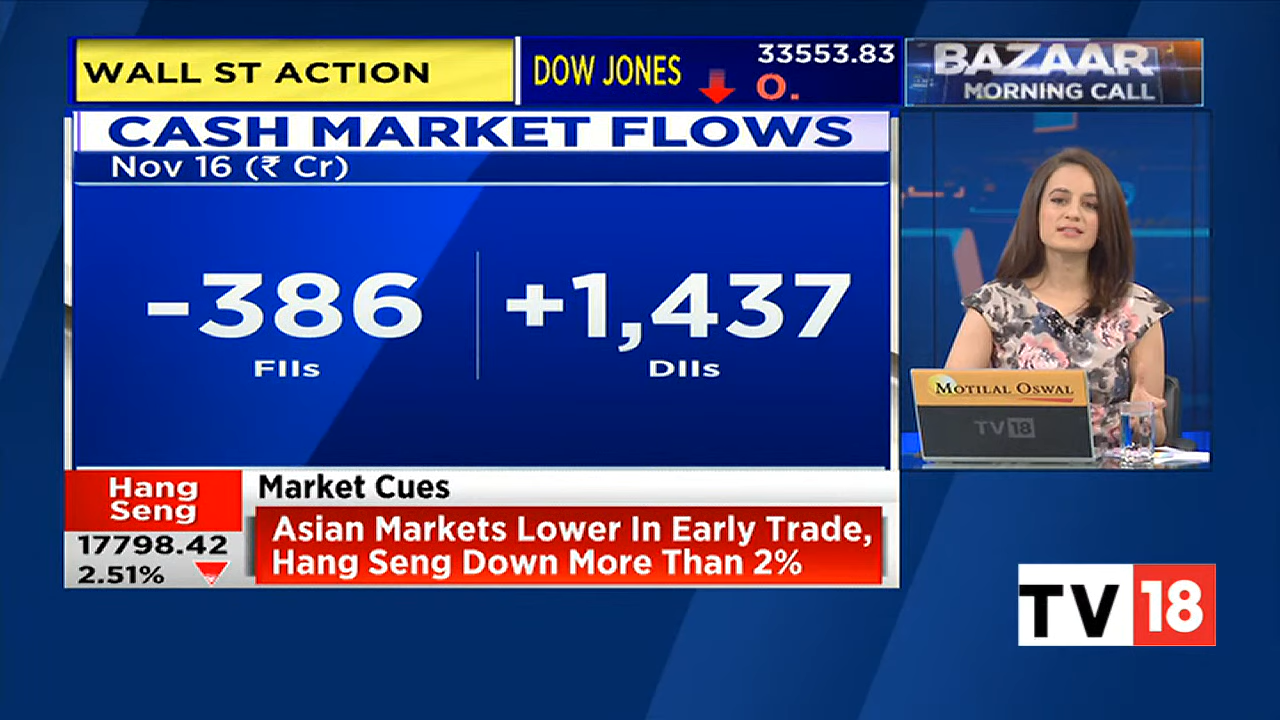 WALL ST ACTION
DOW JONES
33553.83
0.
BAZAAR
MORNING CALL
CASH MARKET FLOWS
Nov 16 (₹ Cr)
-386
FIIs
+1,437
DIIs
MOTILAL OSWAL
TV18
Hang
Seng
17798.42
2.51%
Market Cues
Asian Markets Lower In Early Trade,
Hang Seng Down More Than 2%
TV18